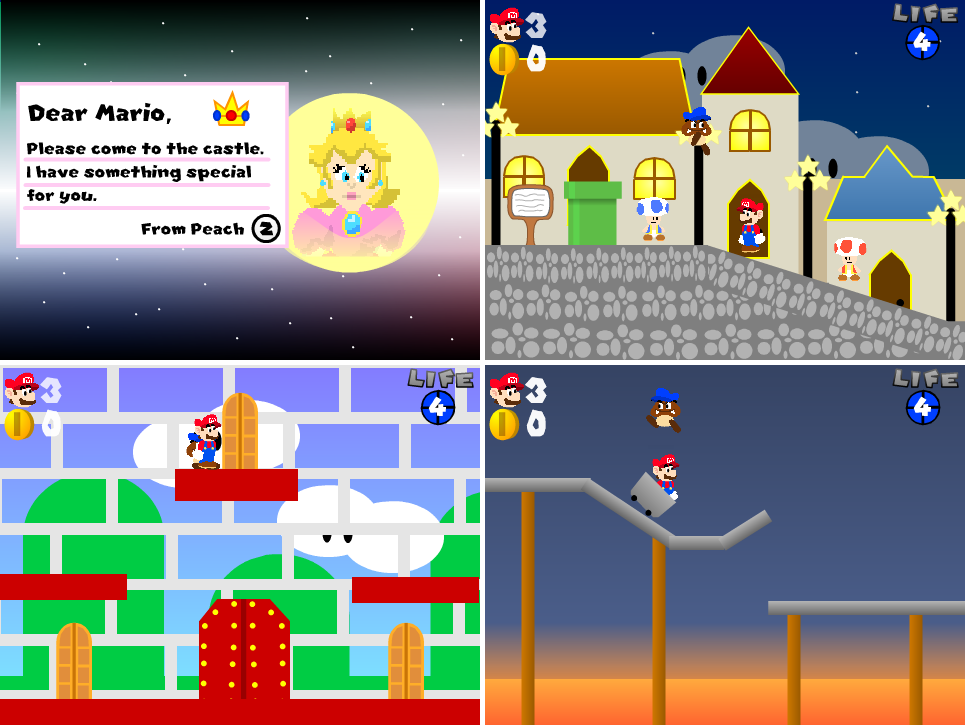 Dear Mario,
Please come to the castle.
I have something special
for you.
From Peach 2
3
0
LIFE
4
3
0
LIFE
4
3
0
LIFE
4